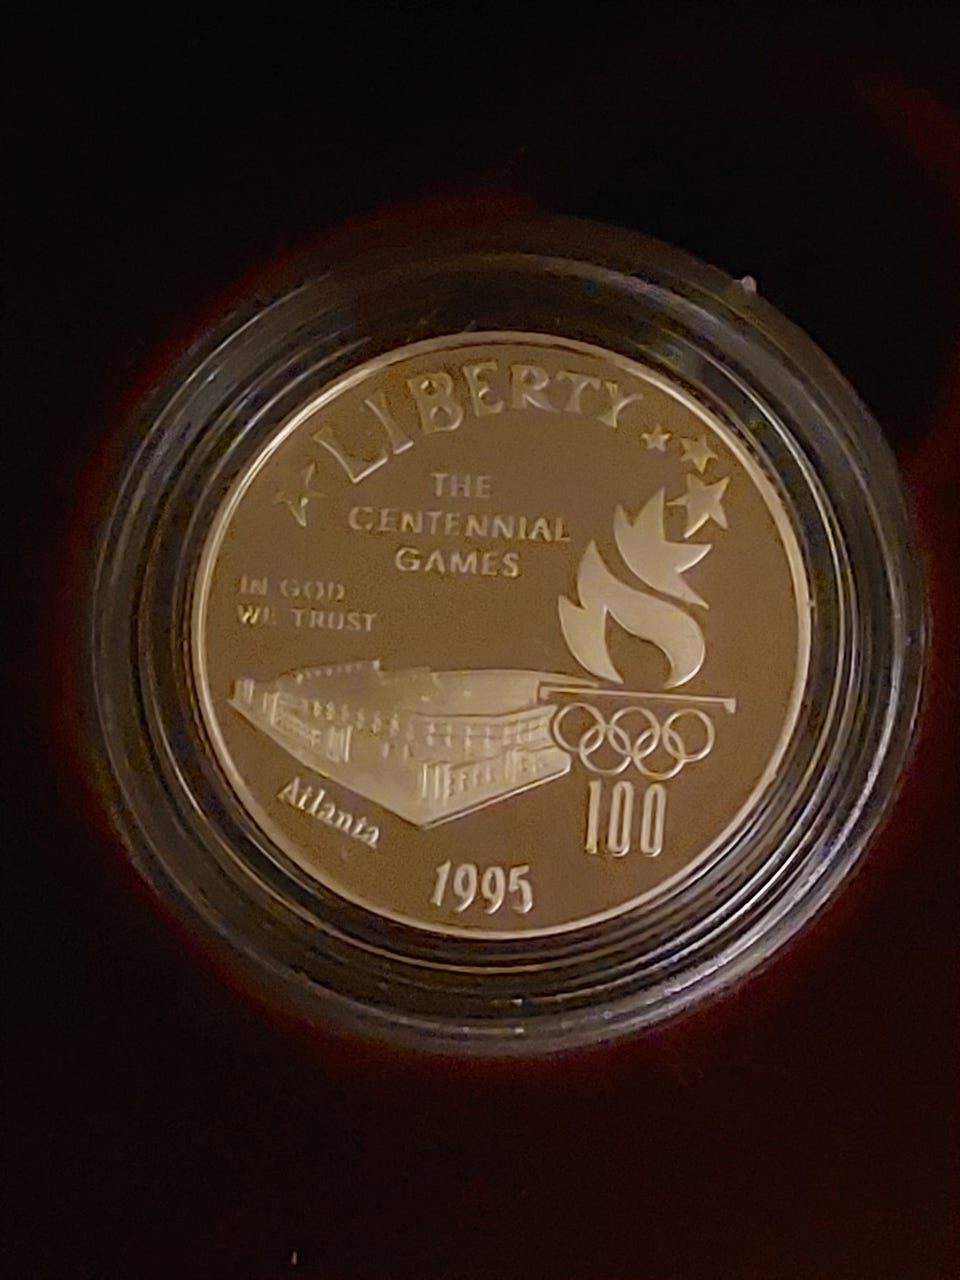 LIBERTY
THE
CENTENNIAL
GAMES
IN GOD
WE TRUST
Atlanta
100
1995